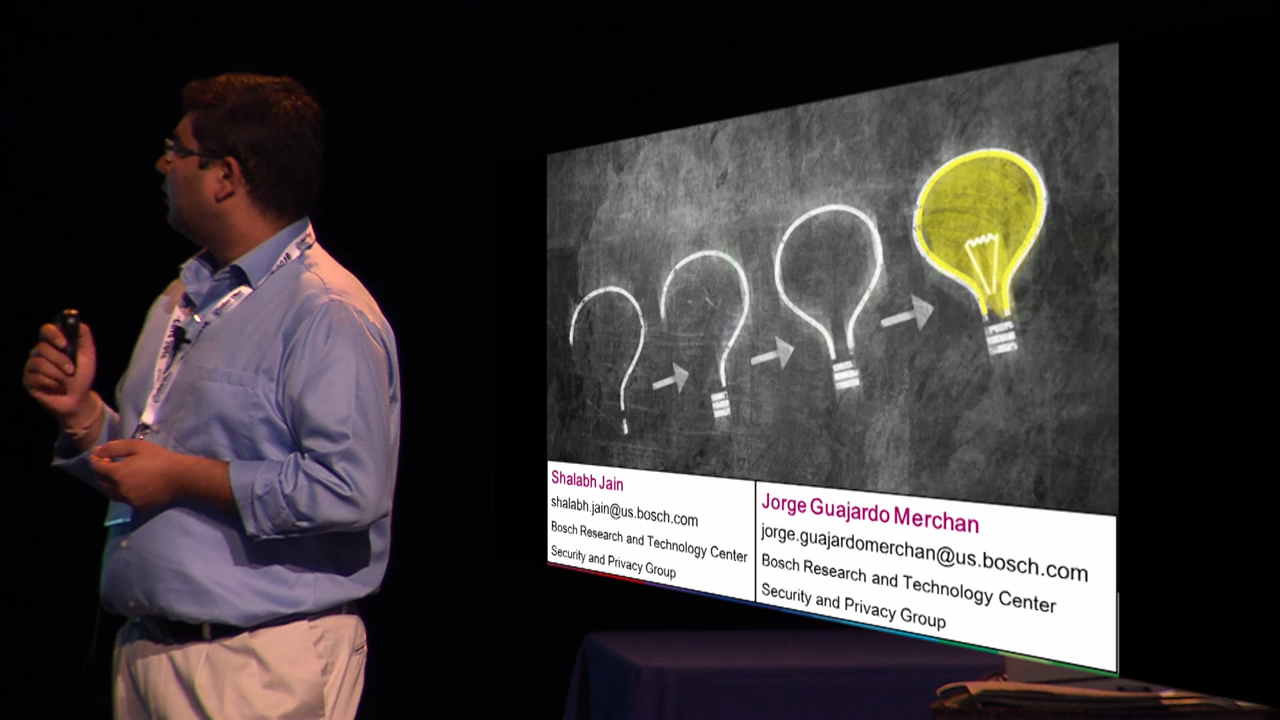 Shalabh Jain
shalabh.jain@us.bosch.com
Bosch Research and Technology Center
Security and Privacy Group
Jorge Guajardo Merchan
jorge.guajardomerchan@us.bosch.com
Bosch Research and Technology Center
Security and Privacy Group